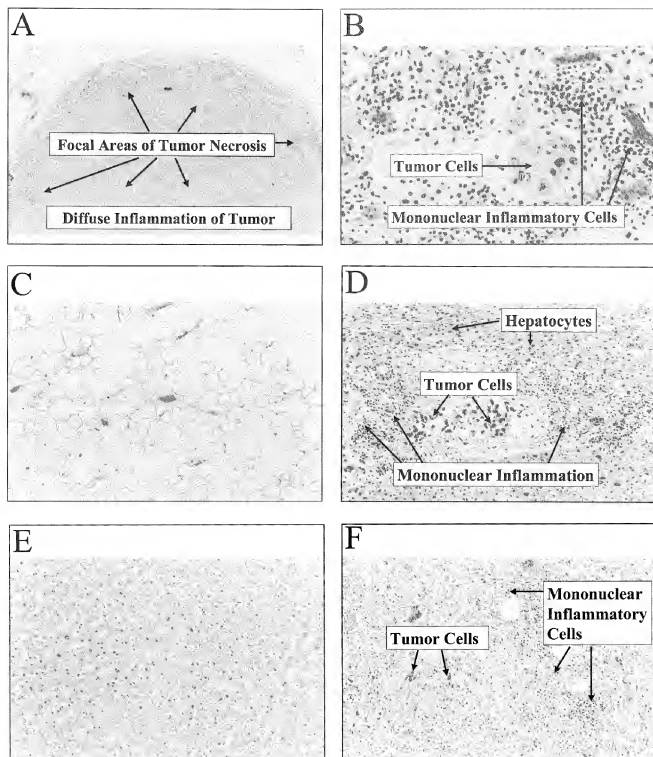 A
Focal Areas of Tumor Necrosis
Diffuse Inflammation of Tumor
B
Tumor Cells
Mononuclear Inflammatory Cells
C
D
Hepatocytes
Tumor Cells
Mononuclear Inflammation
E
F
Mononuclear
Inflammatory
Cells
Tumor Cells